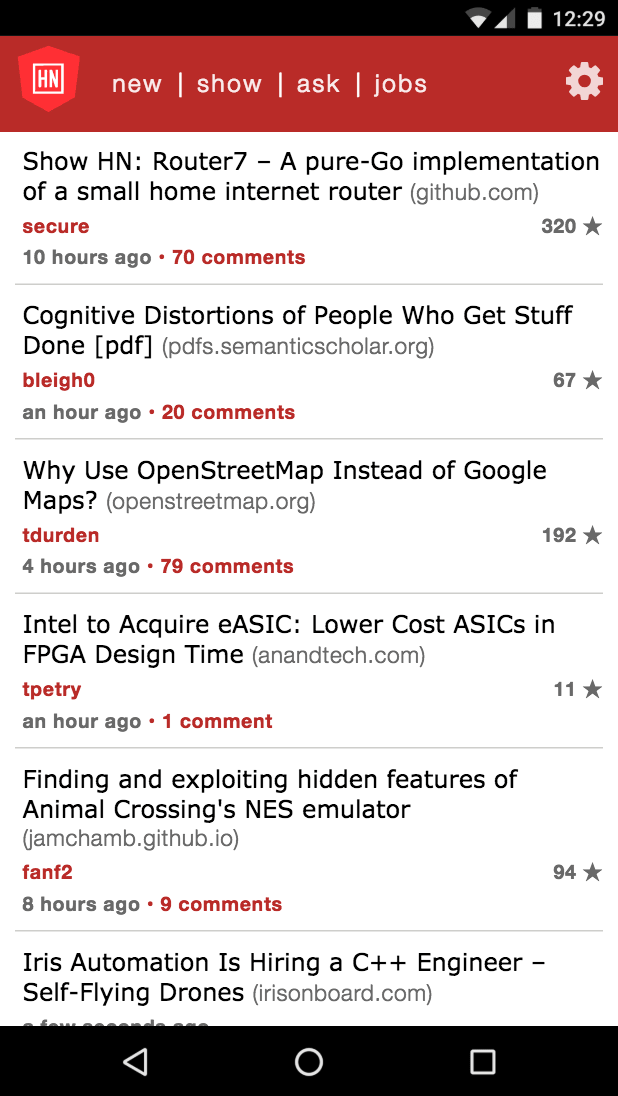 12:29
HN new | show | ask | jobs
Show HN: Router7 – A pure-Go implementation
of a small home internet router (github.com)
secure 320 ★
10 hours ago • 70 comments
Cognitive Distortions of People Who Get Stuff
Done [pdf] (pdfs.semanticscholar.org)
bleigh0 67 ★
an hour ago • 20 comments
Why Use OpenStreetMap Instead of Google
Maps? (openstreetmap.org)
tdurden 192 ★
4 hours ago • 79 comments
Intel to Acquire eASIC: Lower Cost ASICs in
FPGA Design Time (anandtech.com)
tpetry 11 ★
an hour ago • 1 comment
Finding and exploiting hidden features of
Animal Crossing's NES emulator
(jamchamb.github.io)
fanf2 94 ★
8 hours ago • 9 comments
Iris Automation Is Hiring a C++ Engineer –
Self-Flying Drones (irisonboard.com)
a few seconds ago